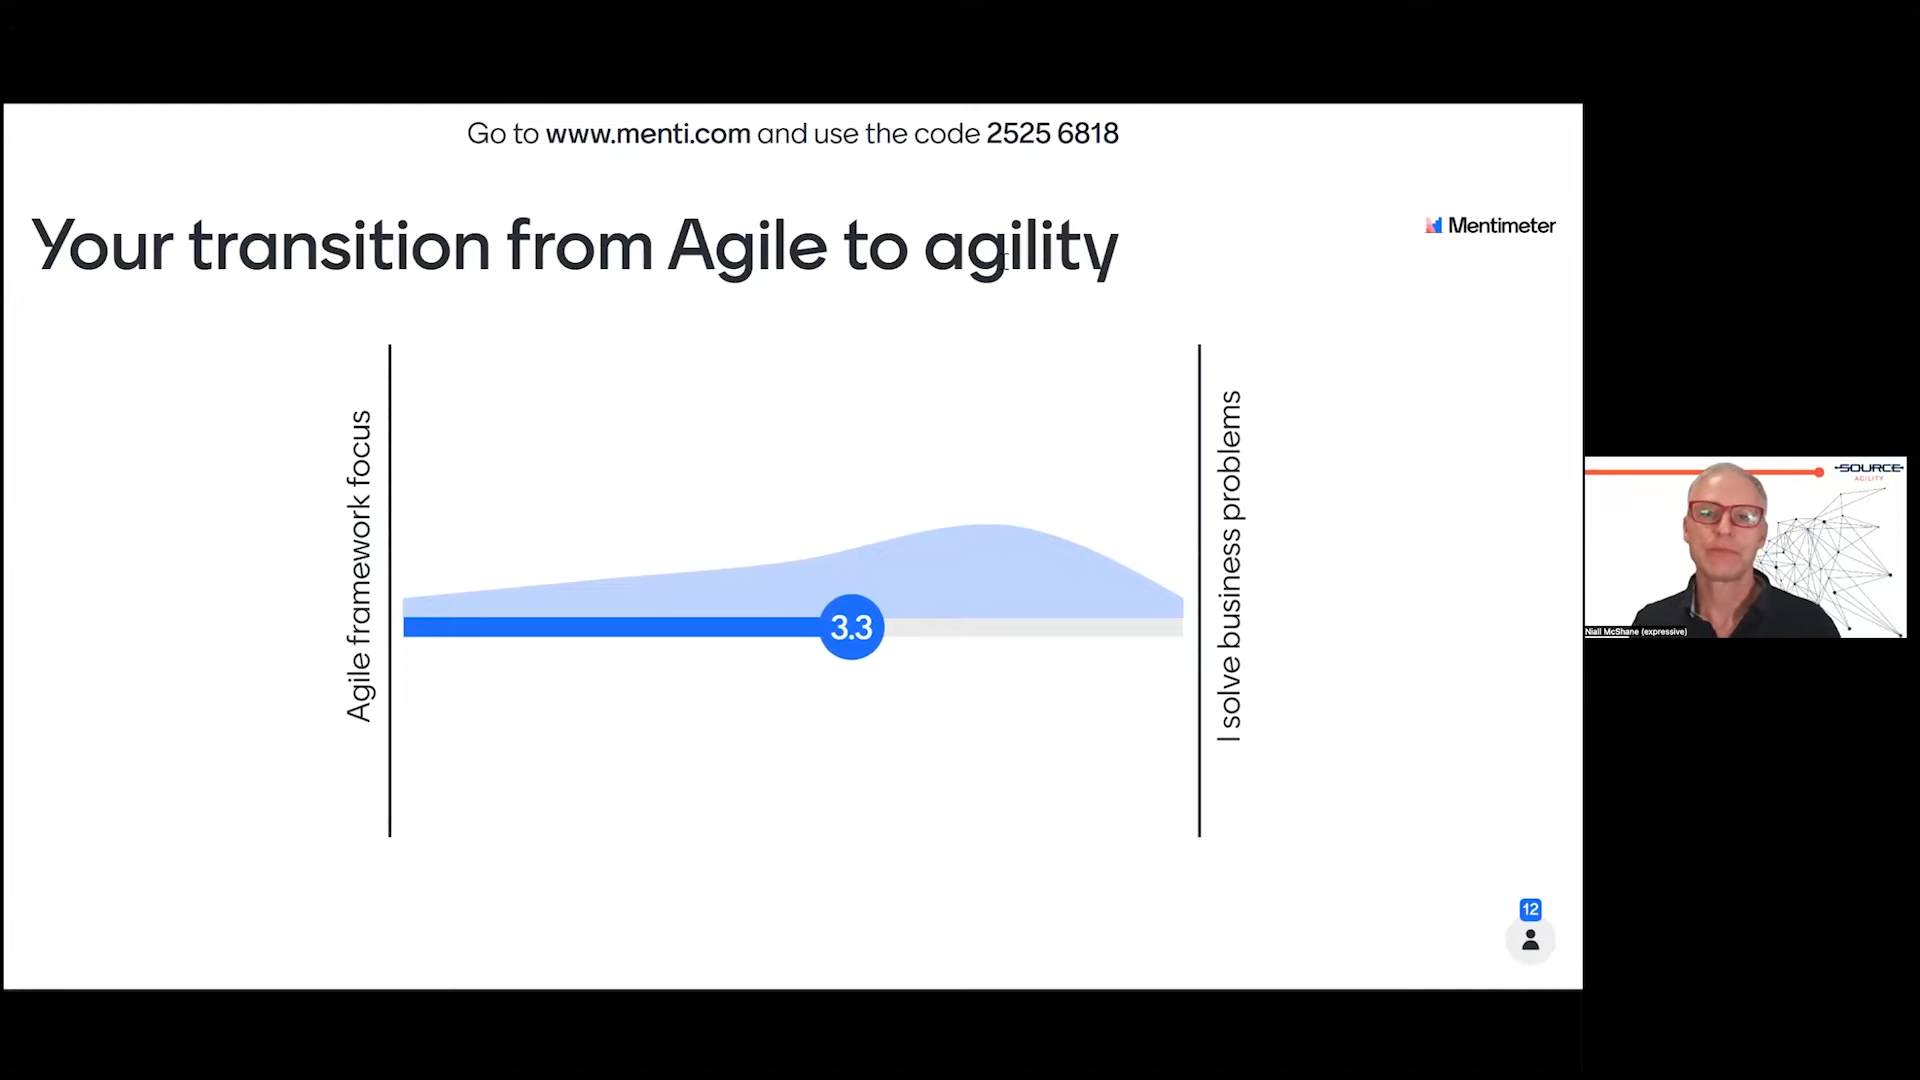 Go to www.menti.com and use the code 2525 6818
Your transition from Agile to agility
Mentimeter
Agile framework focus
3.3
I solve business problems
12
SOURCE
AGILITY
Niall McShane (expressive)